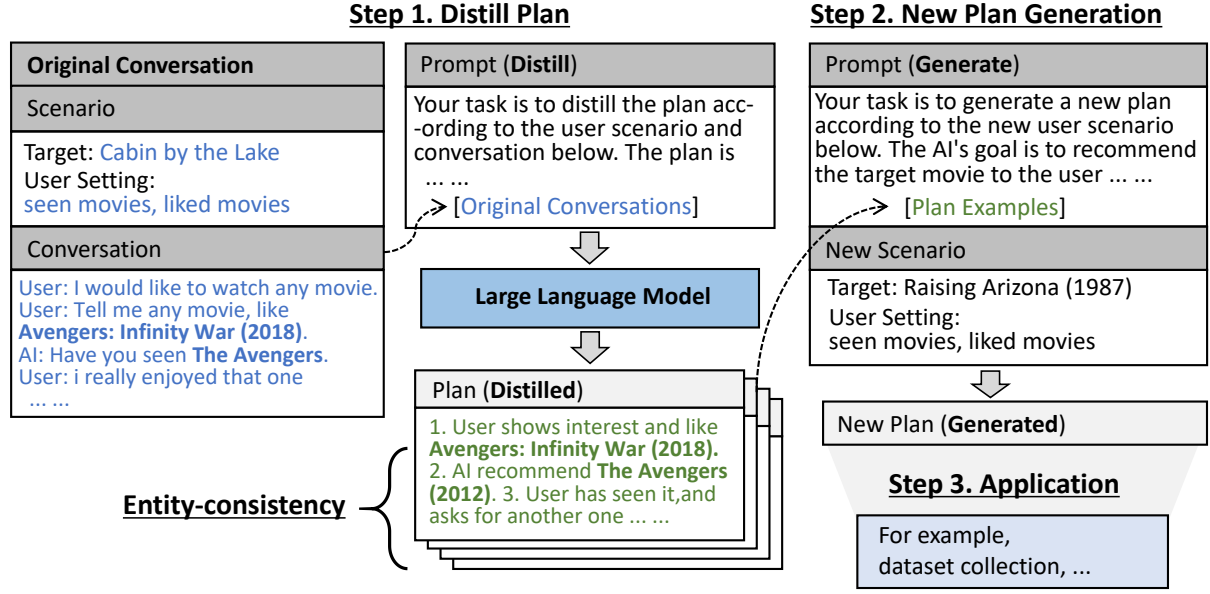 Step 1. Distill Plan
Original Conversation
Scenario
Target: Cabin by the Lake
User Setting:
seen movies, liked movies
Conversation
User: I would like to watch any movie.
User: Tell me any movie, like
Avengers: Infinity War (2018).
AI: Have you seen The Avengers.
User: i really enjoyed that one
... ...
Prompt (Distill)
Your task is to distill the plan acc-
-ording to the user scenario and
conversation below. The plan is
... ...
[Original Conversations]
Large Language Model
Plan (Distilled)
1. User shows interest and like
Avengers: Infinity War (2018).
2. AI recommend The Avengers
(2012). 3. User has seen it,and
asks for another one ... ...
Entity-consistency
Step 2. New Plan Generation
Prompt (Generate)
Your task is to generate a new plan
according to the new user scenario
below. The AI's goal is to recommend
the target movie to the user ... ...
[Plan Examples]
New Scenario
Target: Raising Arizona (1987)
User Setting:
seen movies, liked movies
New Plan (Generated)
Step 3. Application
For example,
dataset collection, ...